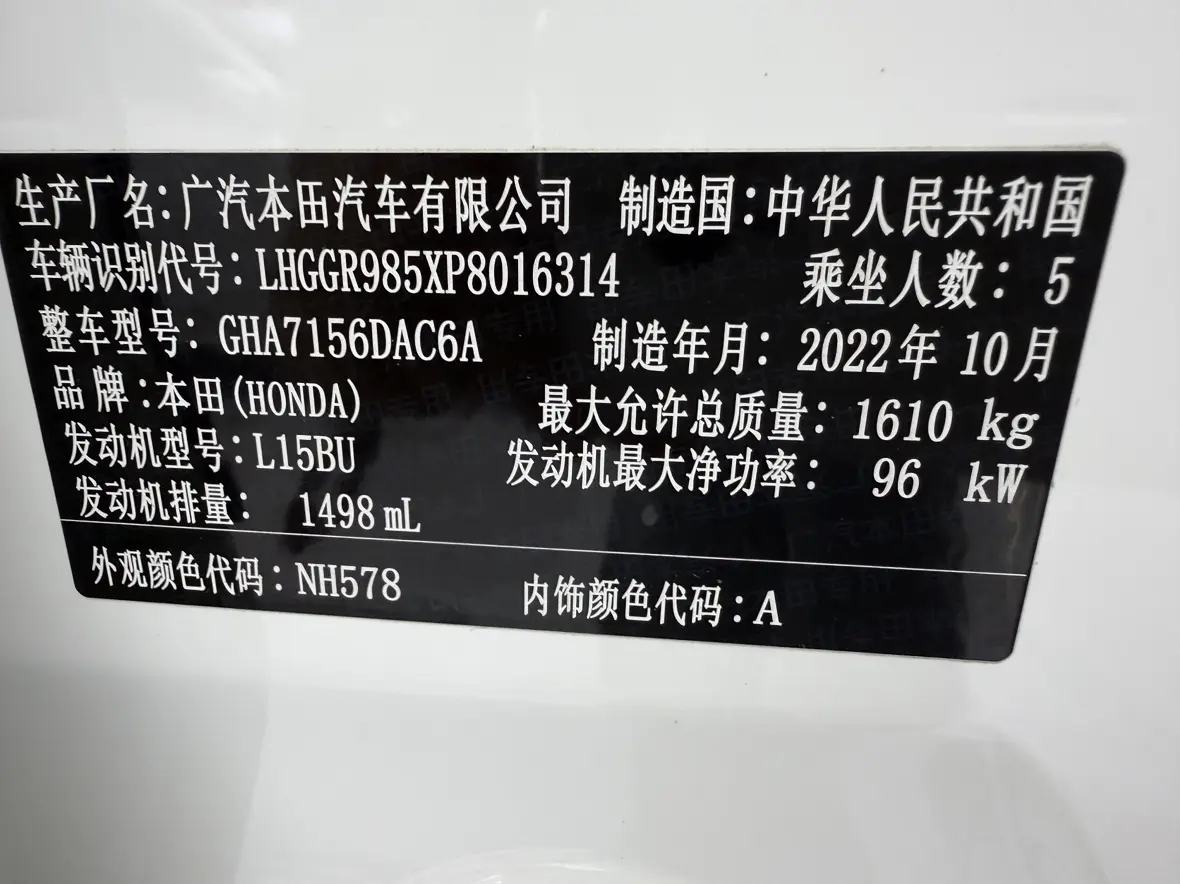 生产厂名:广汽本田汽车有限公司 制造国:中华人民共和国
车辆识别代号:LHGGR985XP8016314 乘坐人数: 5
整车型号: GHA7156DAC6A 制造年月: 2022年 10月
品 牌:本田(HONDA) 最大允许总质量: 1610 kg
发动机型号:L15BU 发动机最大净功率: 96 kW
发动机排量: 1498 mL
外观颜色代码:NH578 内饰颜色代码:A